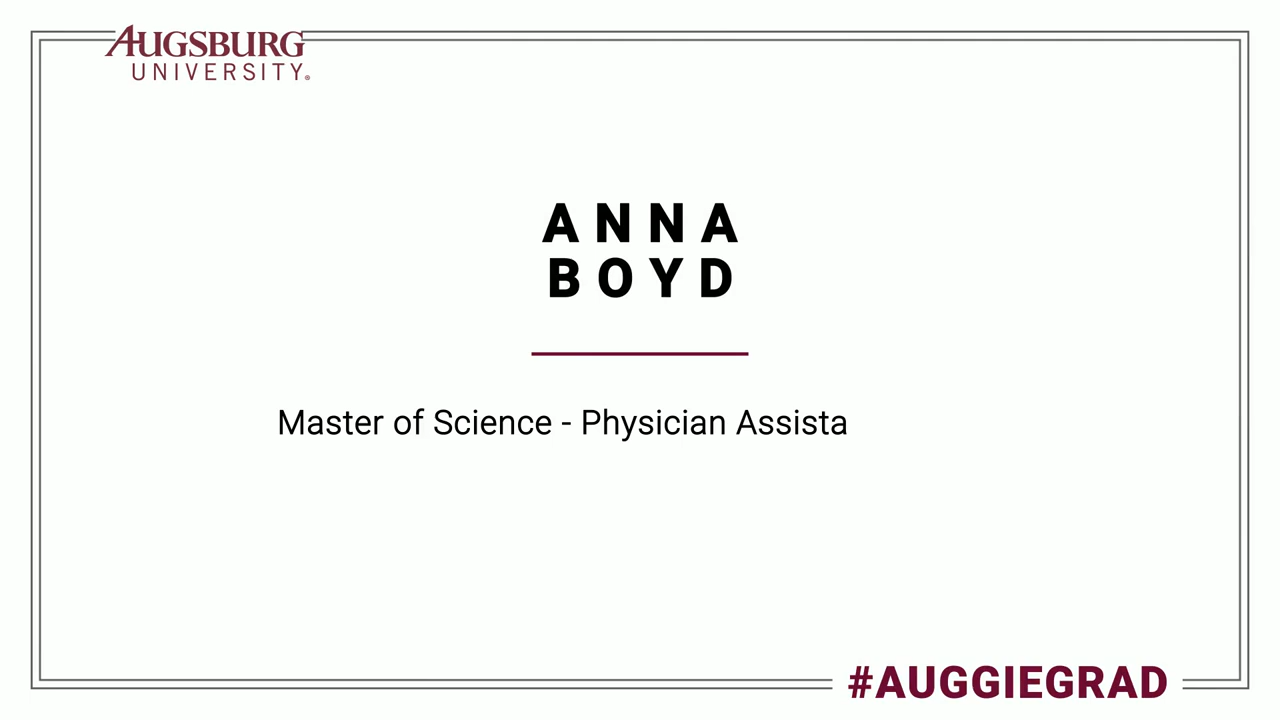 AUGSBURG
UNIVERSITY®
ANNA
BOYD
Master of Science - Physician Assista
#AUGGIEGRAD